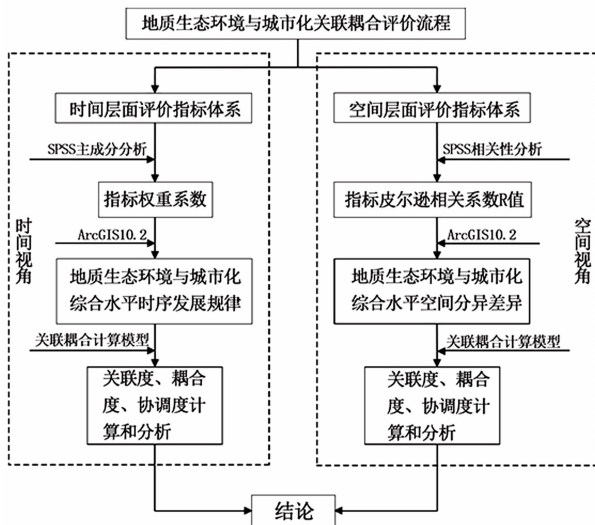 地质生态环境与城市化关联耦合评价流程
时间层面评价指标体系
SPSS主成分分析
指标权重系数
ArcGIS10.2
时间视角
地质生态环境与城市化
综合水平时序发展规律
关联耦合计算模型
关联度、耦合
度、协调度计
算和分析
空间层面评价指标体系
SPSS相关性分析
指标皮尔逊相关系数R值
ArcGIS10.2
空间视角
地质生态环境与城市化
综合水平空间分异差异
关联耦合计算模型
关联度、耦合
度、协调度计
算和分析
结论